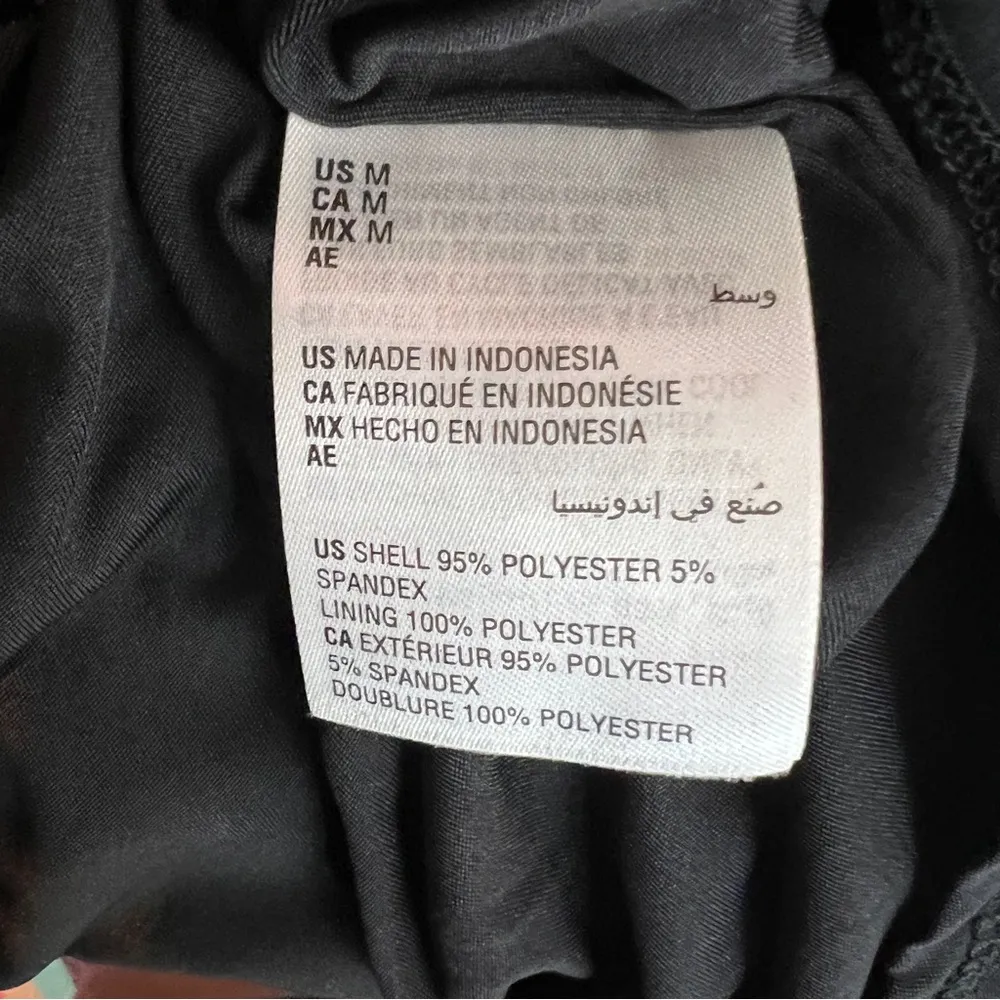 US M
CA M
MX M
AE
وسط
US MADE IN INDONESIA
CA FABRIQUÉ EN INDONÉSIE
MX HECHO EN INDONESIA
AE
صُنع في إندونيسيا
US SHELL 95% POLYESTER 5%
SPANDEX
LINING 100% POLYESTER
CA EXTÉRIEUR 95% POLYESTER
5% SPANDEX
DOUBLURE 100% POLYESTER